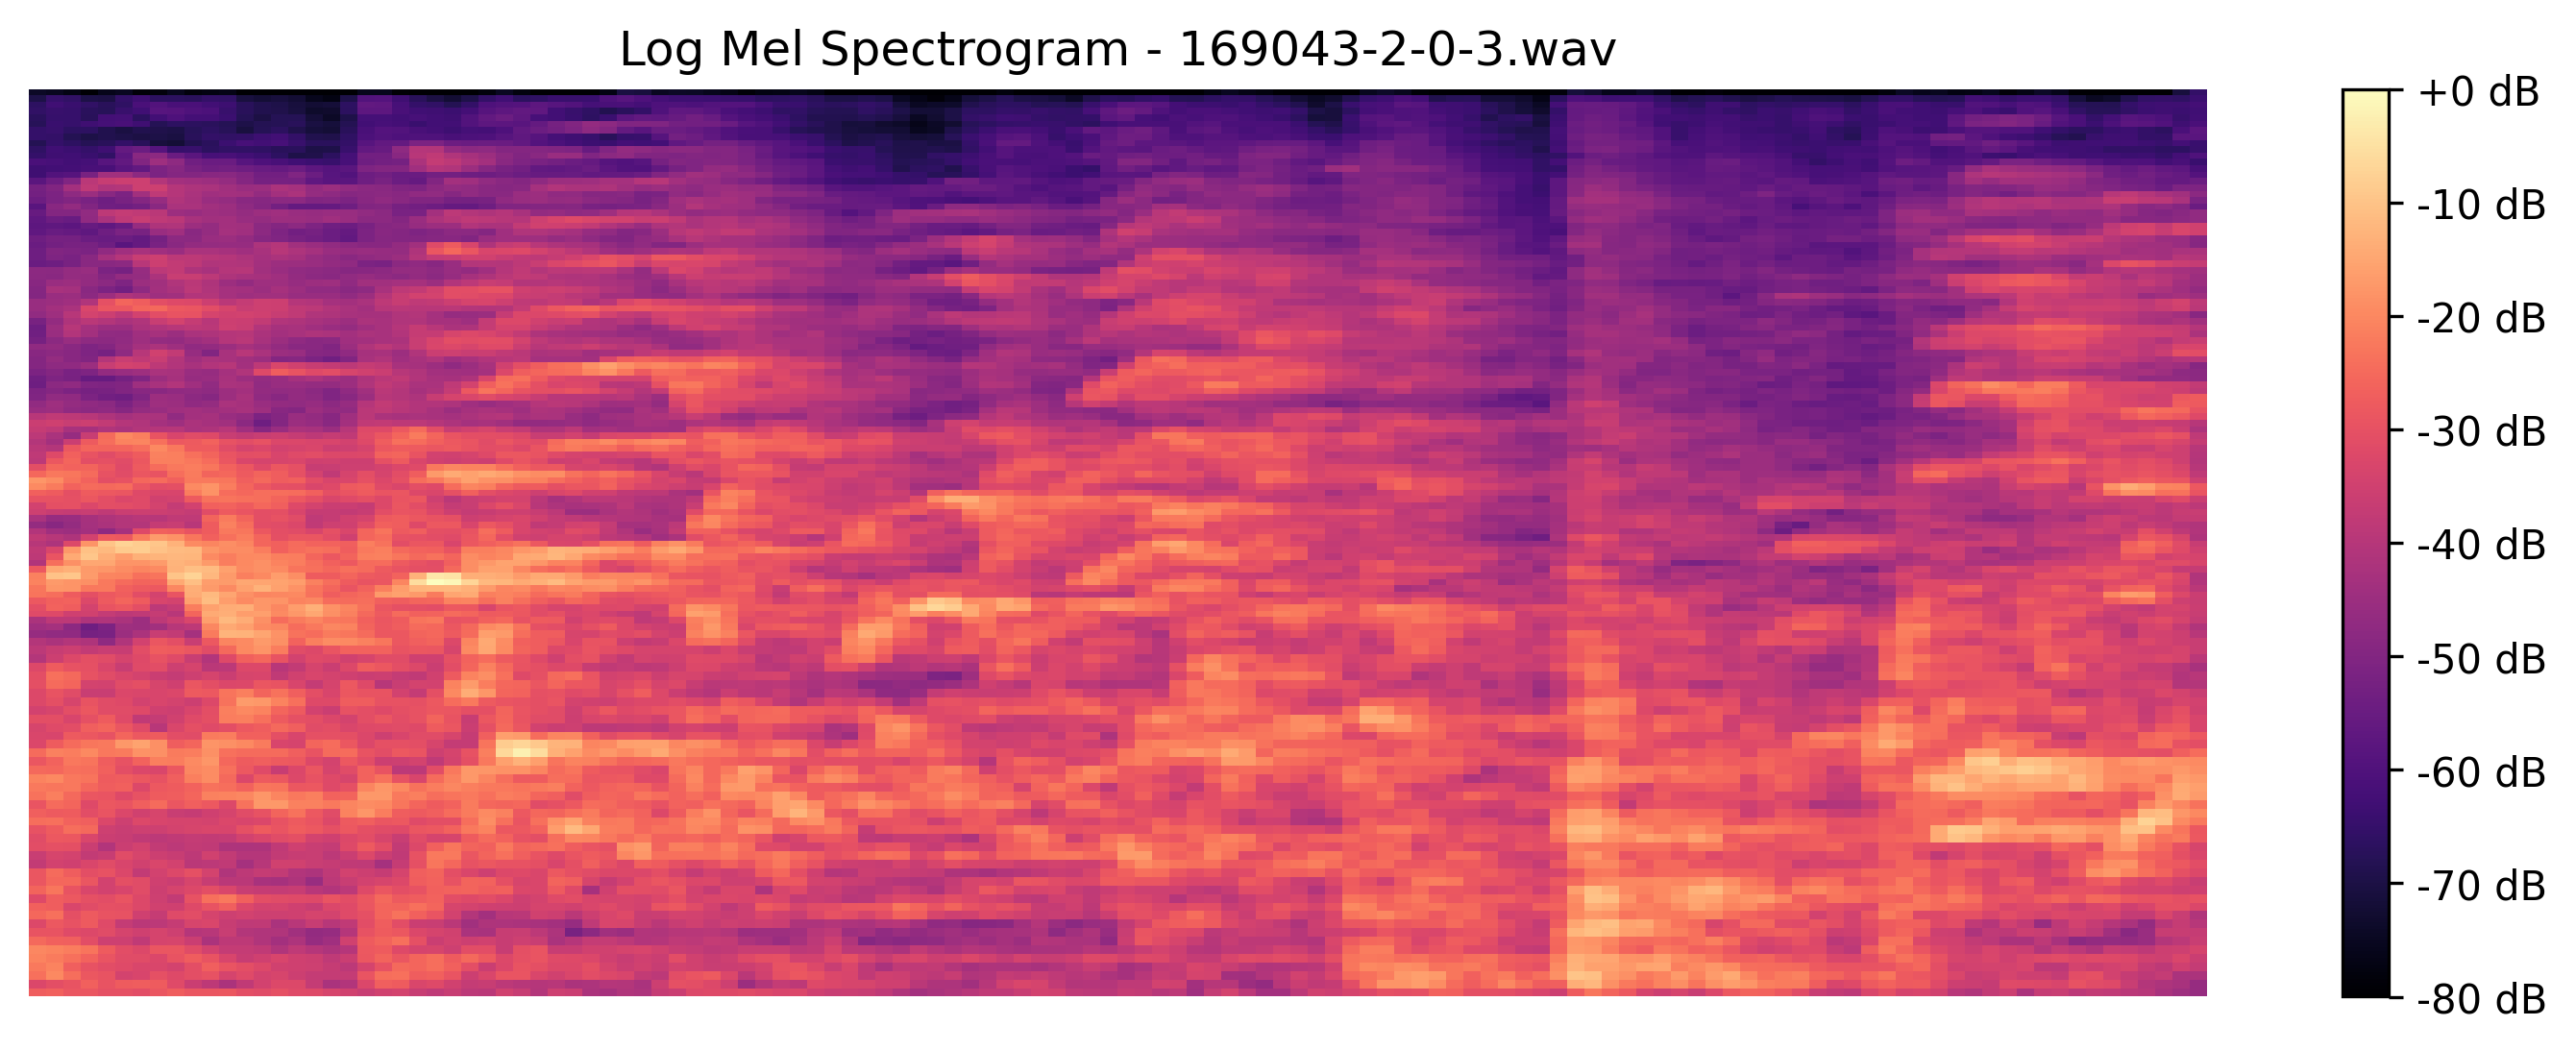 Log Mel Spectrogram - 169043-2-0-3.wav
+0 dB
-10 dB
-20 dB
-30 dB
-40 dB
-50 dB
-60 dB
-70 dB
-80 dB